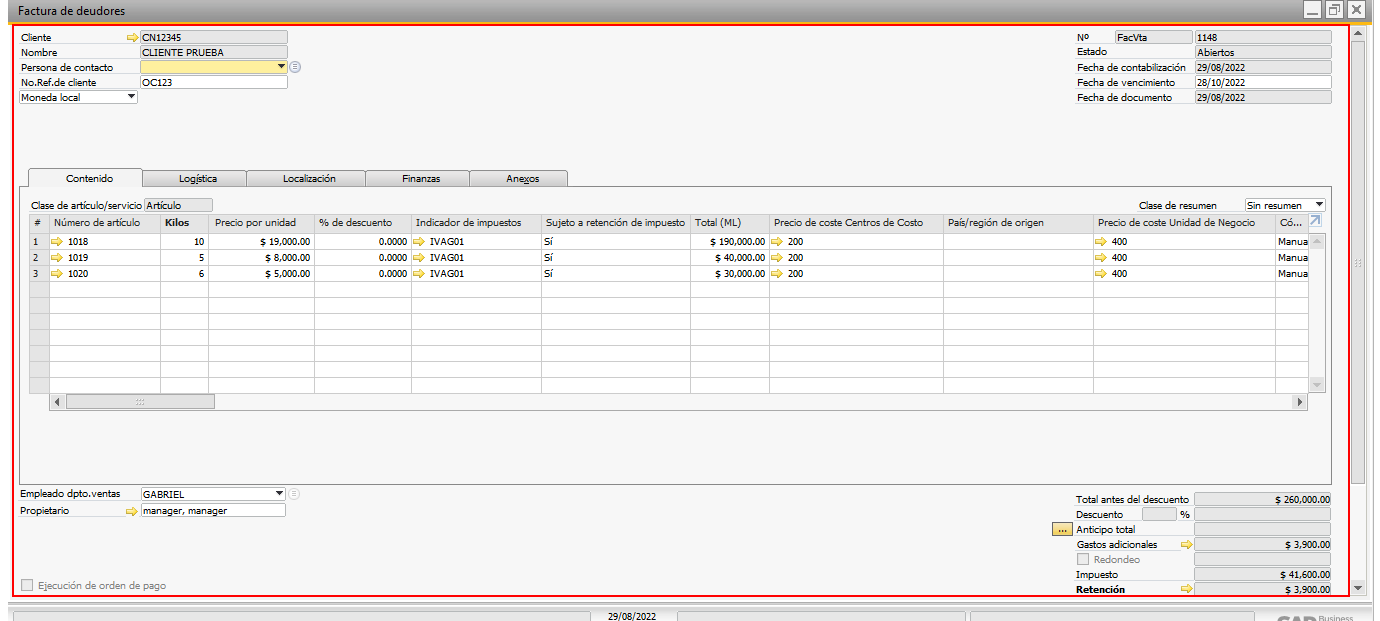 Factura de deudores
Cliente CN12345 Nº FacVta 1148
Nombre CLIENTE PRUEBA Estado Abiertos
Persona de contacto Fecha de contabilización 29/08/2022
No.Ref.de cliente OC123 Fecha de vencimiento 28/10/2022
Moneda local Fecha de documento 29/08/2022
Contenido Logística Localización Finanzas Anexos
Clase de artículo/servicio Artículo Clase de resumen Sin resumen
# Número de artículo Kilos Precio por unidad % de descuento Indicador de impuestos Sujeto a retención de impuesto Total (ML) Precio de coste Centros de Costo País/región de origen Precio de coste Unidad de Negocio Có...
1 1018 10 $ 19,000.00 0.0000 IVAG01 Sí $ 190,000.00 200 400 Manua
2 1019 5 $ 8,000.00 0.0000 IVAG01 Sí $ 40,000.00 200 400 Manua
3 1020 6 $ 5,000.00 0.0000 IVAG01 Sí $ 30,000.00 200 400 Manua
Empleado dpto.ventas GABRIEL
Propietario manager, manager
Total antes del descuento $ 260,000.00
Descuento %
... Anticipo total
Gastos adicionales $ 3,900.00
Redondeo
Impuesto $ 41,600.00
Ejecución de orden de pago
Retención $ 3,900.00
29/08/2022
SAP Business